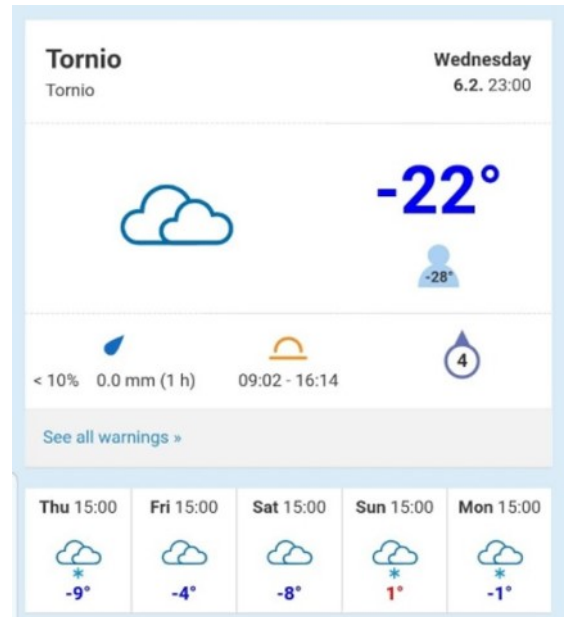 Tornio
Wednesday
Tornio
6.2. 23:00
-22°
-28°
4
< 10% 0.0 mm (1 h) 09:02 - 16:14
See all warnings »
Thu 15:00 Fri 15:00 Sat 15:00 Sun 15:00 Mon 15:00
-9° -4° -8° 1° -1°